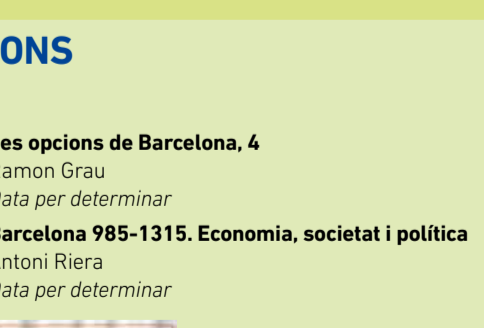 ONS
es opcions de Barcelona, 4
amon Grau
ata per determinar
arcelona 985-1315. Economia, societat i política
ntoni Riera
ata per determinar